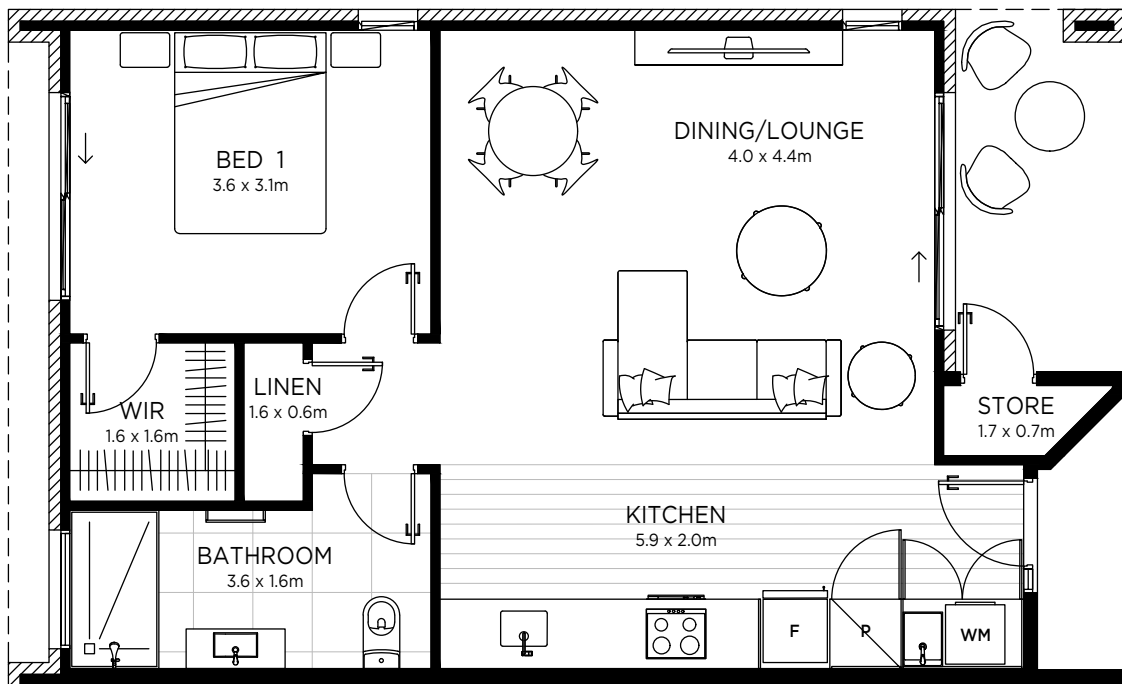 BED 1
3.6 x 3.1m
DINING/LOUNGE
4.0 x 4.4m
WIR
1.6 x 1.6m
LINEN
1.6 x 0.6m
STORE
1.7 x 0.7m
BATHROOM
3.6 x 1.6m
KITCHEN
5.9 x 2.0m
F
P
WM